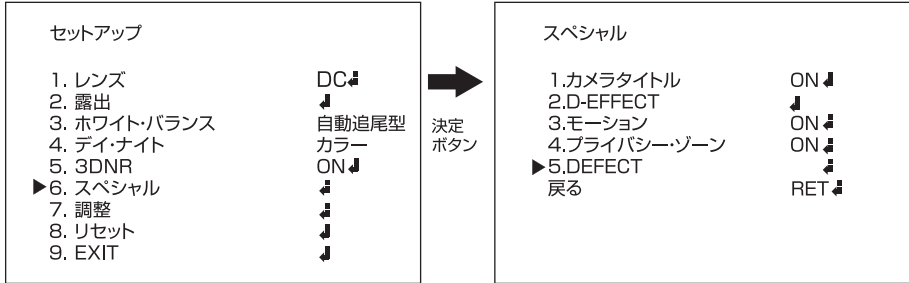 セットアップ
1. レンズ DC↲
2. 露出 ↲
3. ホワイト・バランス 自動追尾型
4. デイ・ナイト カラー
5. 3DNR ON↲
▶6. スペシャル ↲
7. 調整 ↲
8. リセット ↲
9. EXIT ↲
決定
ボタン
スペシャル
1.カメラタイトル ON↲
2.D-EFFECT ↲
3.モーション ON↲
4.プライバシー・ゾーン ON↲
▶5.DEFECT ↲
戻る RET↲